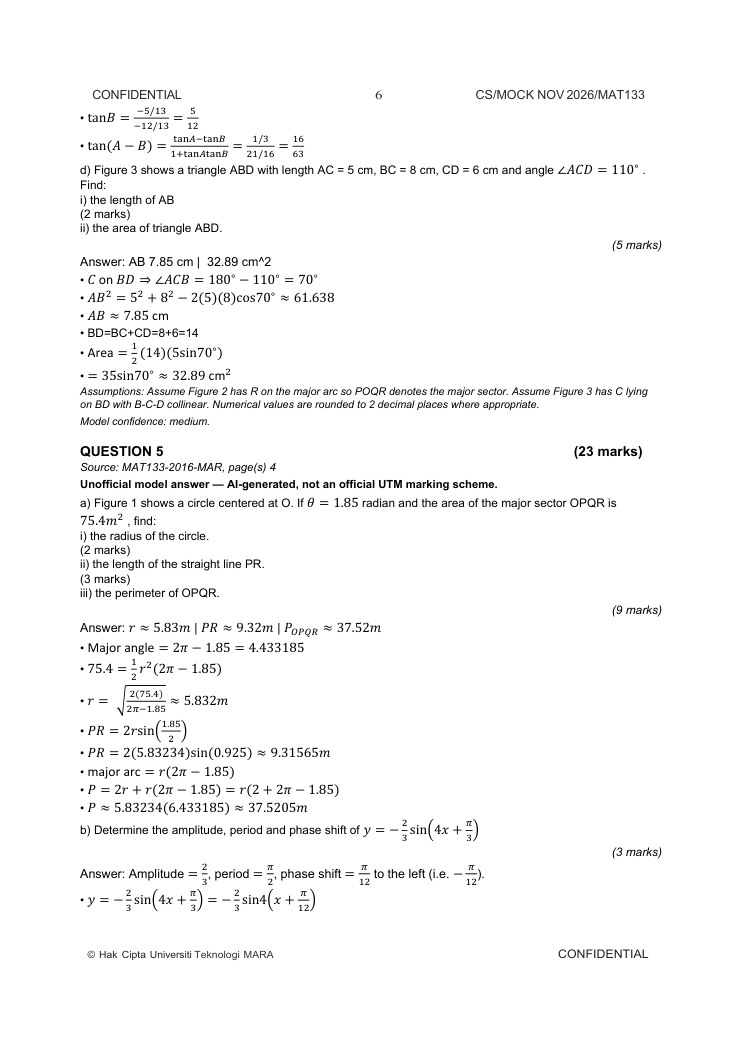 CONFIDENTIAL 6 CS/MOCK NOV 2026/MAT133
• tanB = (−5/13)/(−12/13) = 5/12
• tan(A − B) = (tanA−tanB)/(1+tanAtanB) = (1/3)/(21/16) = 16/63
d) Figure 3 shows a triangle ABD with length AC = 5 cm, BC = 8 cm, CD = 6 cm and angle ∠ACD = 110° .
Find:
i) the length of AB
(2 marks)
ii) the area of triangle ABD.
(5 marks)
Answer: AB 7.85 cm | 32.89 cm^2
• C on BD ⇒ ∠ACB = 180° − 110° = 70°
• AB² = 5² + 8² − 2(5)(8)cos70° ≈ 61.638
• AB ≈ 7.85 cm
• BD=BC+CD=8+6=14
• Area = 1/2 (14)(5sin70°)
• = 35sin70° ≈ 32.89 cm²
Assumptions: Assume Figure 2 has R on the major arc so POQR denotes the major sector. Assume Figure 3 has C lying
on BD with B-C-D collinear. Numerical values are rounded to 2 decimal places where appropriate.
Model confidence: medium.
QUESTION 5 (23 marks)
Source: MAT133-2016-MAR, page(s) 4
Unofficial model answer — AI-generated, not an official UTM marking scheme.
a) Figure 1 shows a circle centered at O. If θ = 1.85 radian and the area of the major sector OPQR is
75.4m² , find:
i) the radius of the circle.
(2 marks)
ii) the length of the straight line PR.
(3 marks)
iii) the perimeter of OPQR.
(9 marks)
Answer: r ≈ 5.83m | PR ≈ 9.32m | P_OPQR ≈ 37.52m
• Major angle = 2π − 1.85 = 4.433185
• 75.4 = 1/2 r²(2π − 1.85)
• r = √(2(75.4)/(2π−1.85)) ≈ 5.832m
• PR = 2rsin(1.85/2)
• PR = 2(5.83234)sin(0.925) ≈ 9.31565m
• major arc = r(2π − 1.85)
• P = 2r + r(2π − 1.85) = r(2 + 2π − 1.85)
• P ≈ 5.83234(6.433185) ≈ 37.5205m
b) Determine the amplitude, period and phase shift of y = −2/3 sin(4x + π/3)
(3 marks)
Answer: Amplitude = 2/3, period = π/2, phase shift = π/12 to the left (i.e. −π/12).
• y = −2/3 sin(4x + π/3) = −2/3 sin4(x + π/12)
© Hak Cipta Universiti Teknologi MARA CONFIDENTIAL